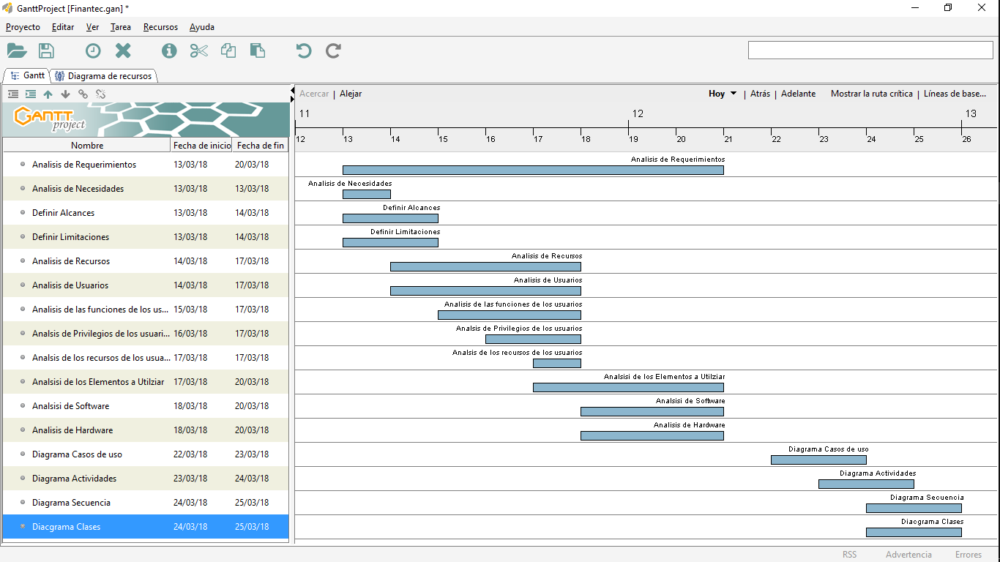 GanttProject [Finantec.gan] *
Proyecto Editar Ver Tarea Recursos Ayuda
Gantt Diagrama de recursos
Acercar | Alejar Hoy | Atrás | Adelante Mostrar la ruta crítica | Líneas de base...
GANTT project
11 12 13
12 13 14 15 16 17 18 19 20 21 22 23 24 25 26
Nombre Fecha de inicio Fecha de fin
Analisis de Requerimientos 13/03/18 20/03/18 Analisis de Requerimientos
Analisis de Necesidades 13/03/18 13/03/18 Analisis de Necesidades
Definir Alcances 13/03/18 14/03/18 Definir Alcances
Definir Limitaciones 13/03/18 14/03/18 Definir Limitaciones
Analisis de Recursos 14/03/18 17/03/18 Analisis de Recursos
Analisis de Usuarios 14/03/18 17/03/18 Analisis de Usuarios
Analisis de las funciones de los us... 15/03/18 17/03/18 Analisis de las funciones de los usuarios
Analsis de Privilegios de los usuari... 16/03/18 17/03/18 Analsis de Privilegios de los usuarios
Analsis de los recursos de los usua... 17/03/18 17/03/18 Analsis de los recursos de los usuarios
Analsisi de los Elementos a Utilziar 17/03/18 20/03/18 Analsisi de los Elementos a Utilziar
Analsisi de Software 18/03/18 20/03/18 Analsisi de Software
Analisis de Hardware 18/03/18 20/03/18 Analisis de Hardware
Diagrama Casos de uso 22/03/18 23/03/18 Diagrama Casos de uso
Diagrama Actividades 23/03/18 24/03/18 Diagrama Actividades
Diagrama Secuencia 24/03/18 25/03/18 Diagrama Secuencia
Diacgrama Clases 24/03/18 25/03/18 Diacgrama Clases
RSS Advertencia Errores